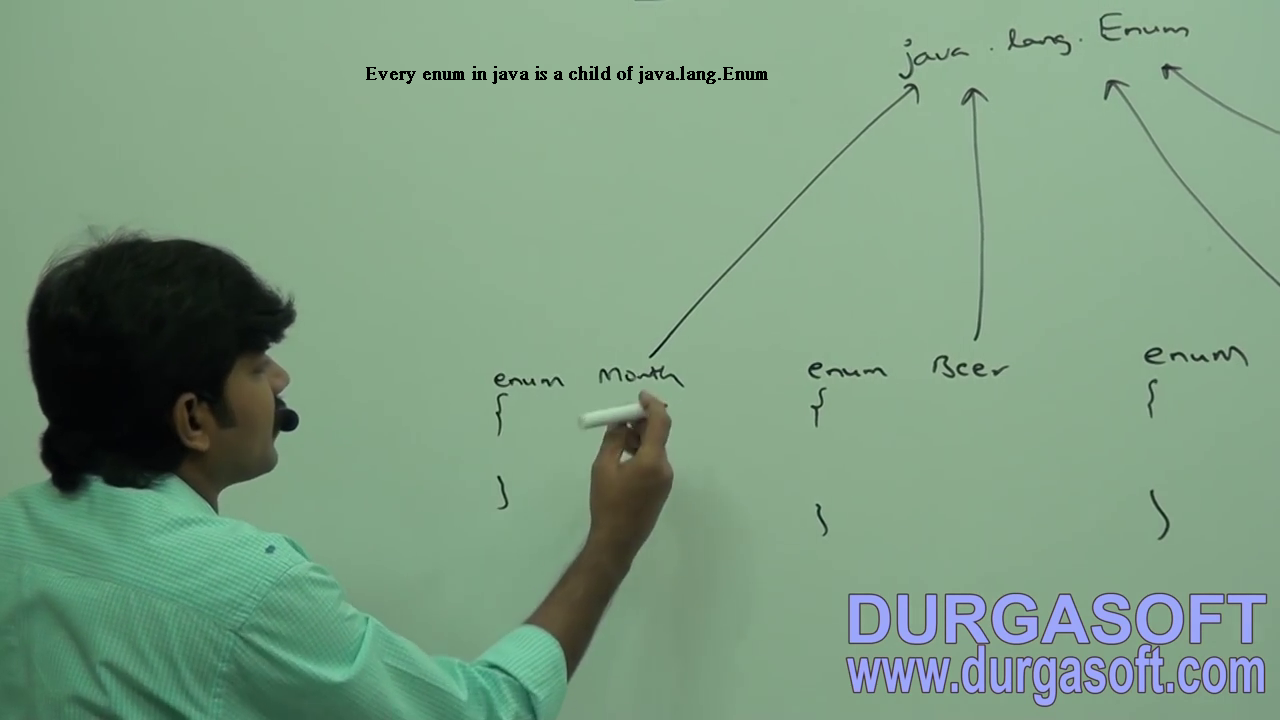 java . lang. Enum
Every enum in java is a child of java.lang.Enum
enum Month
{
}
enum Beer
{
}
enum
{
}
DURGASOFT
www.durgasoft.com